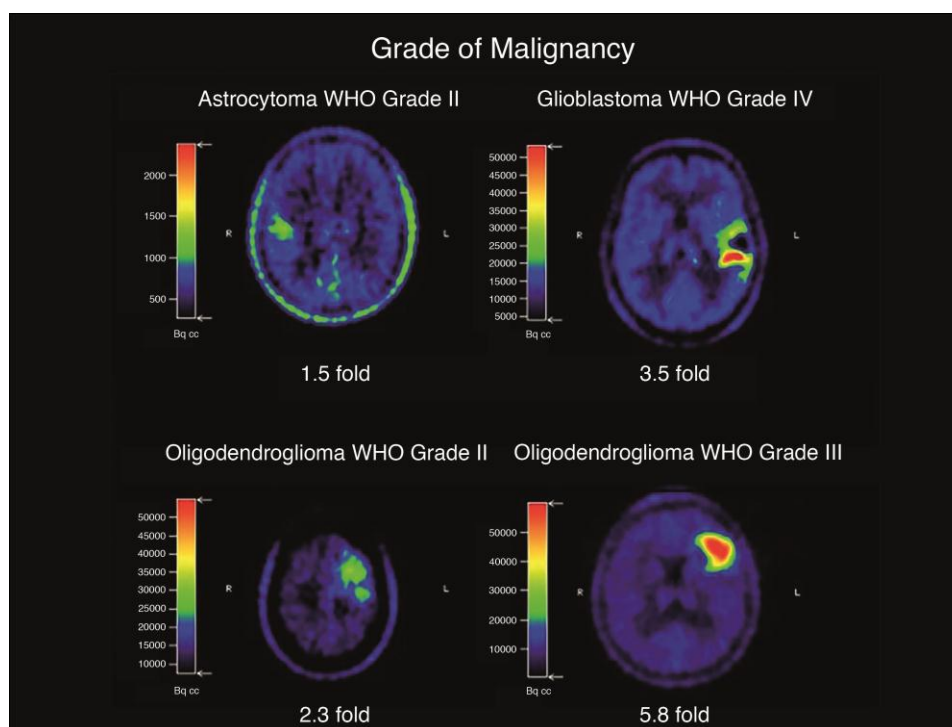 Grade of Malignancy
Astrocytoma WHO Grade II
2000
1500
1000
500
Bq cc
R
L
1.5 fold
Glioblastoma WHO Grade IV
50000
45000
40000
35000
30000
25000
20000
15000
10000
5000
Bq cc
R
L
3.5 fold
Oligodendroglioma WHO Grade II
50000
45000
40000
35000
30000
25000
20000
15000
10000
Bq cc
R
L
2.3 fold
Oligodendroglioma WHO Grade III
50000
40000
30000
20000
10000
Bq cc
R
L
5.8 fold